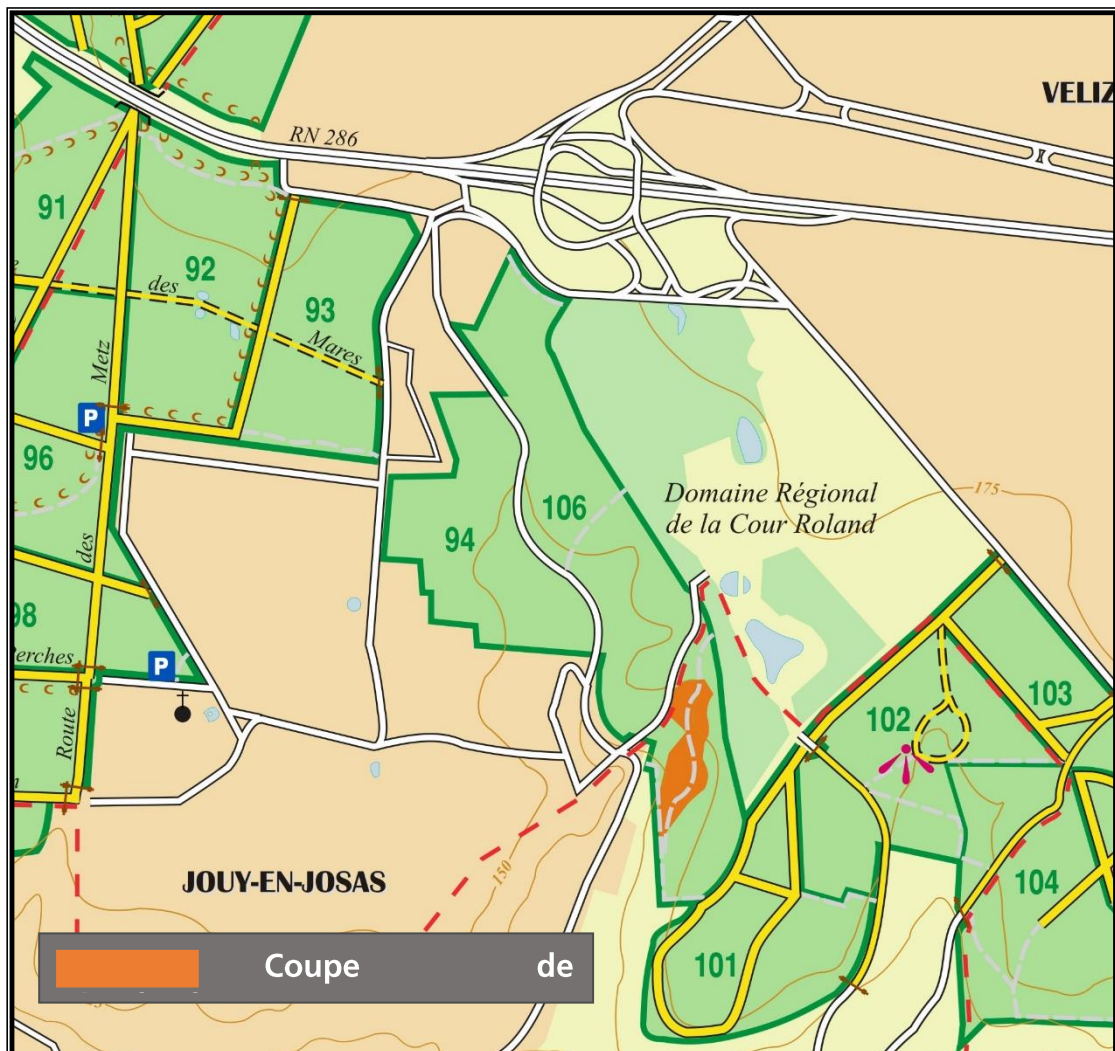 VELIZ
RN 286
91
92
des
93
Mares
Metz
P
96
106
94
Domaine Régional
de la Cour Roland
175
des
98
erches
P
Route
103
102
150
JOUY-EN-JOSAS
104
101
Coupe de